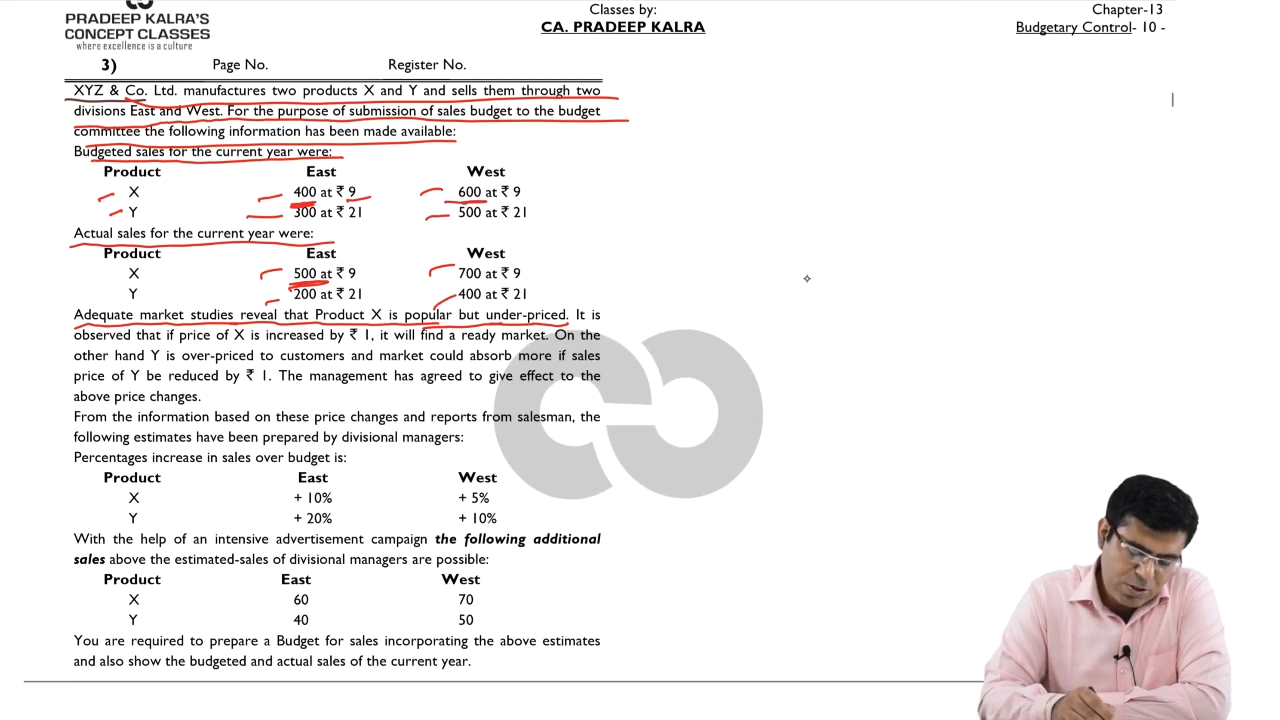 PRADEEP KALRA'S
CONCEPT CLASSES
where excellence is a culture
Classes by:
CA. PRADEEP KALRA
Chapter-13
Budgetary Control- 10 -
3) Page No. Register No.
XYZ & Co. Ltd. manufactures two products X and Y and sells them through two
divisions East and West. For the purpose of submission of sales budget to the budget
committee the following information has been made available:
Budgeted sales for the current year were:
Product East West
X 400 at ₹ 9 600 at ₹ 9
Y 300 at ₹ 21 500 at ₹ 21
Actual sales for the current year were:
Product East West
X 500 at ₹ 9 700 at ₹ 9
Y 200 at ₹ 21 400 at ₹ 21
Adequate market studies reveal that Product X is popular but under-priced. It is
observed that if price of X is increased by ₹ 1, it will find a ready market. On the
other hand Y is over-priced to customers and market could absorb more if sales
price of Y be reduced by ₹ 1. The management has agreed to give effect to the
above price changes.
From the information based on these price changes and reports from salesman, the
following estimates have been prepared by divisional managers:
Percentages increase in sales over budget is:
Product East West
X + 10% + 5%
Y + 20% + 10%
With the help of an intensive advertisement campaign the following additional
sales above the estimated-sales of divisional managers are possible:
Product East West
X 60 70
Y 40 50
You are required to prepare a Budget for sales incorporating the above estimates
and also show the budgeted and actual sales of the current year.